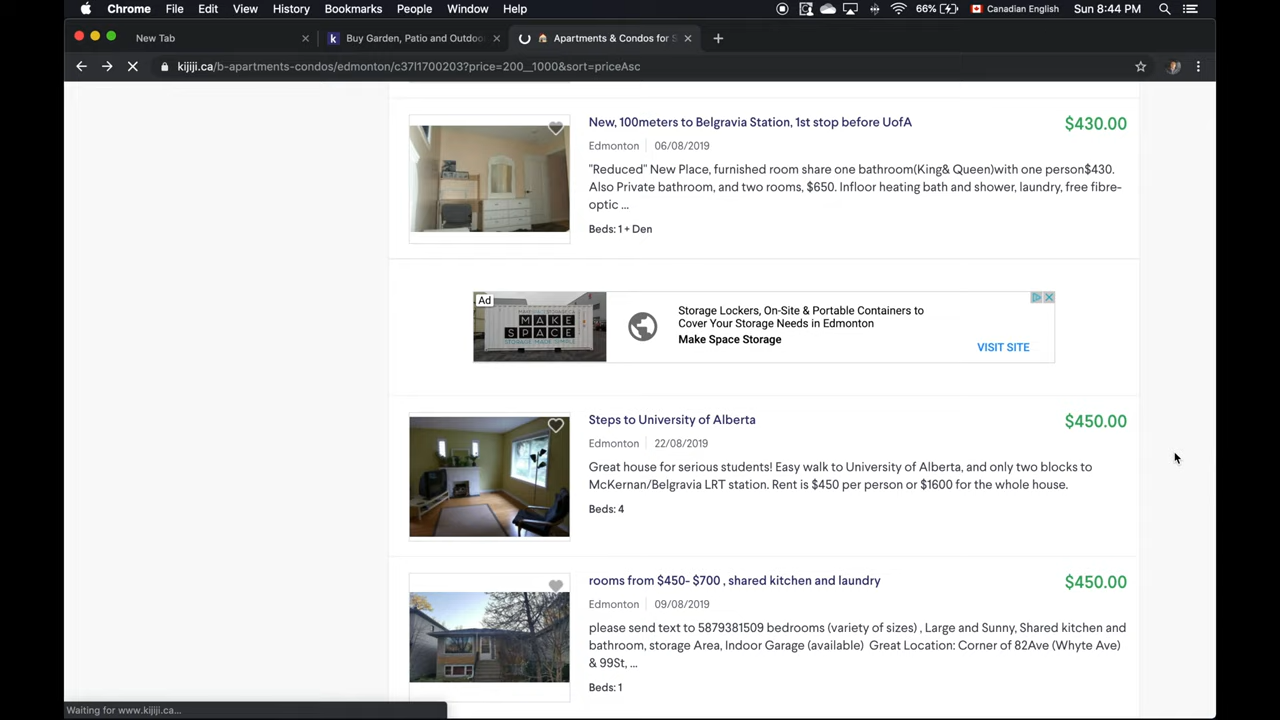 Chrome File Edit View History Bookmarks People Window Help 66% Canadian English Sun 8:44 PM
New Tab Buy Garden, Patio and Outdo Apartments & Condos for S
kijiji.ca/b-apartments-condos/edmonton/c37l1700203?price=200__1000&sort=priceAsc
New, 100meters to Belgravia Station, 1st stop before UofA $430.00
Edmonton 06/08/2019
"Reduced" New Place, furnished room share one bathroom(King& Queen)with one person$430.
Also Private bathroom, and two rooms, $650. Infloor heating bath and shower, laundry, free fibre-
optic ...
Beds: 1 + Den
Ad
MAKE
SPACE
Storage Lockers, On-Site & Portable Containers to
Cover Your Storage Needs in Edmonton
Make Space Storage
VISIT SITE
Steps to University of Alberta $450.00
Edmonton 22/08/2019
Great house for serious students! Easy walk to University of Alberta, and only two blocks to
McKernan/Belgravia LRT station. Rent is $450 per person or $1600 for the whole house.
Beds: 4
rooms from $450- $700 , shared kitchen and laundry $450.00
Edmonton 09/08/2019
please send text to 5879381509 bedrooms (variety of sizes) , Large and Sunny, Shared kitchen and
bathroom, storage Area, Indoor Garage (available) Great Location: Corner of 82Ave (Whyte Ave)
& 99St, ...
Beds: 1
Waiting for www.kijiji.ca...